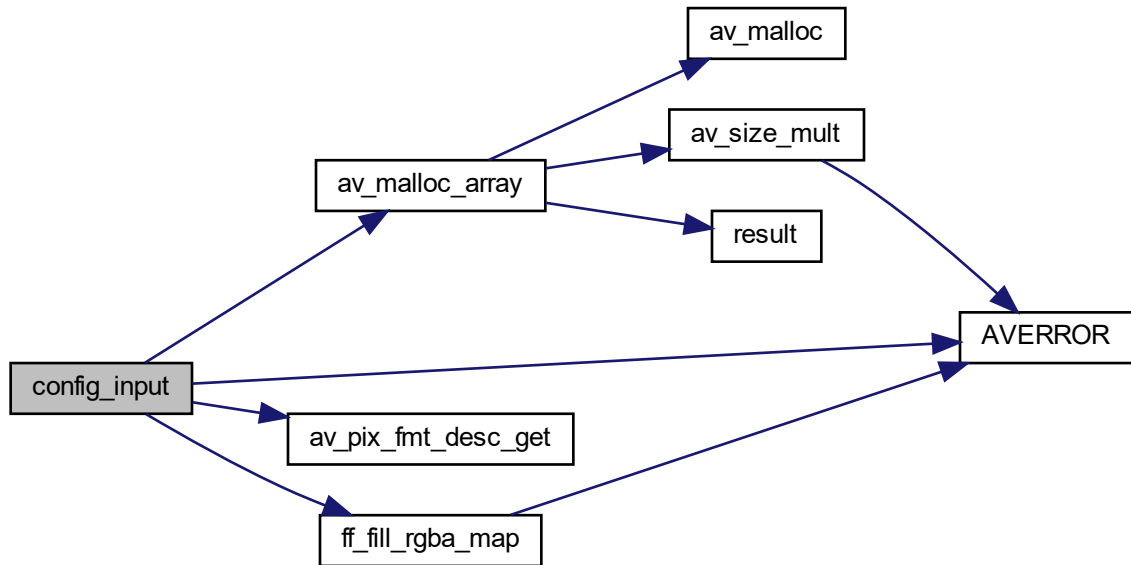 av_malloc
av_size_mult
av_malloc_array
result
AVERROR
config_input
av_pix_fmt_desc_get
ff_fill_rgba_map